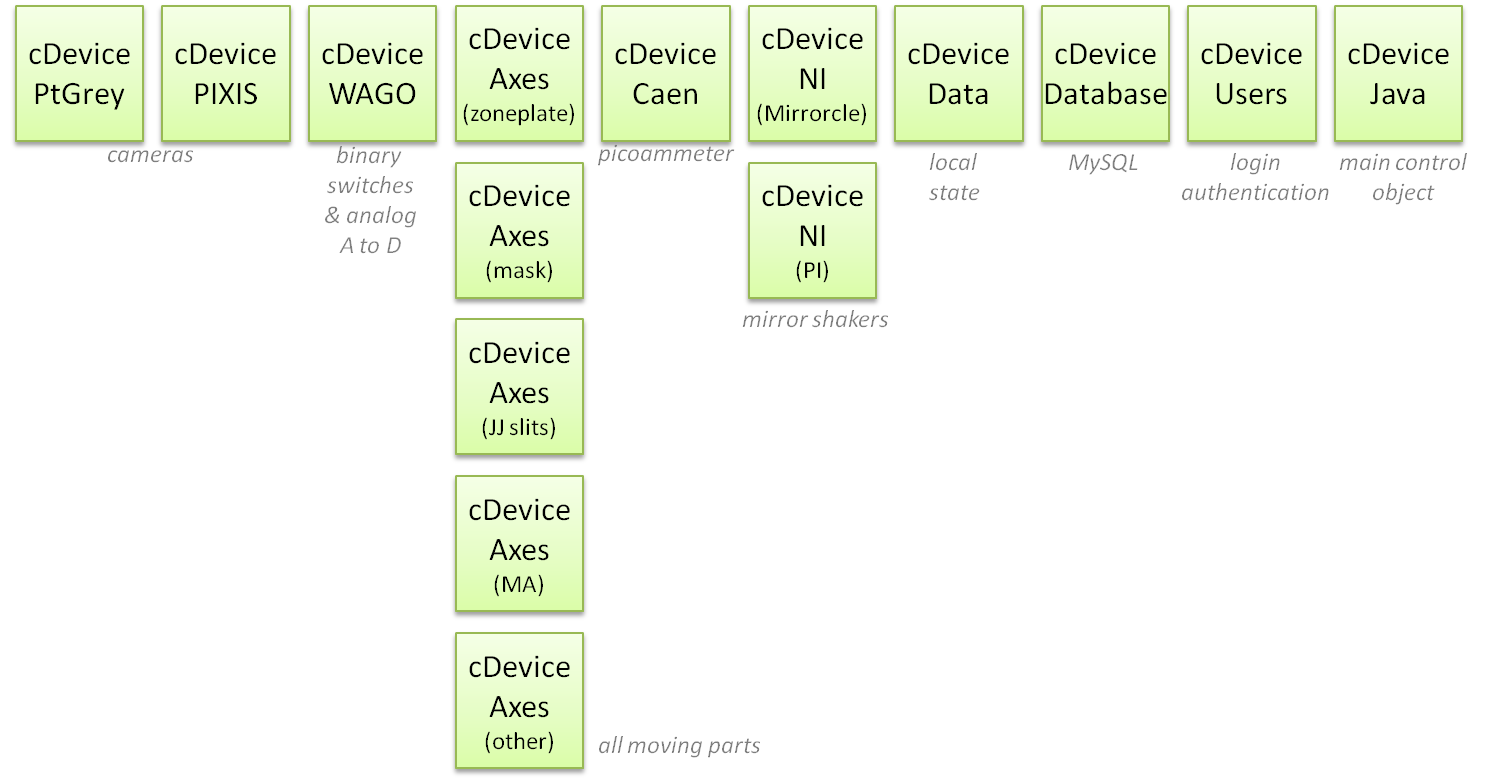 cDevice
PtGrey
cDevice
PIXIS
cameras
cDevice
WAGO
binary
switches
& analog
A to D
cDevice
Axes
(zoneplate)
cDevice
Axes
(mask)
cDevice
Axes
(JJ slits)
cDevice
Axes
(MA)
cDevice
Axes
(other)
all moving parts
cDevice
Caen
picoammeter
cDevice
NI
(Mirrorcle)
cDevice
NI
(PI)
mirror shakers
cDevice
Data
local
state
cDevice
Database
MySQL
cDevice
Users
login
authentication
cDevice
Java
main control
object